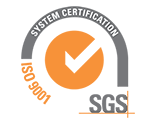 SYSTEM CERTIFICATION
ISO 9001
SGS